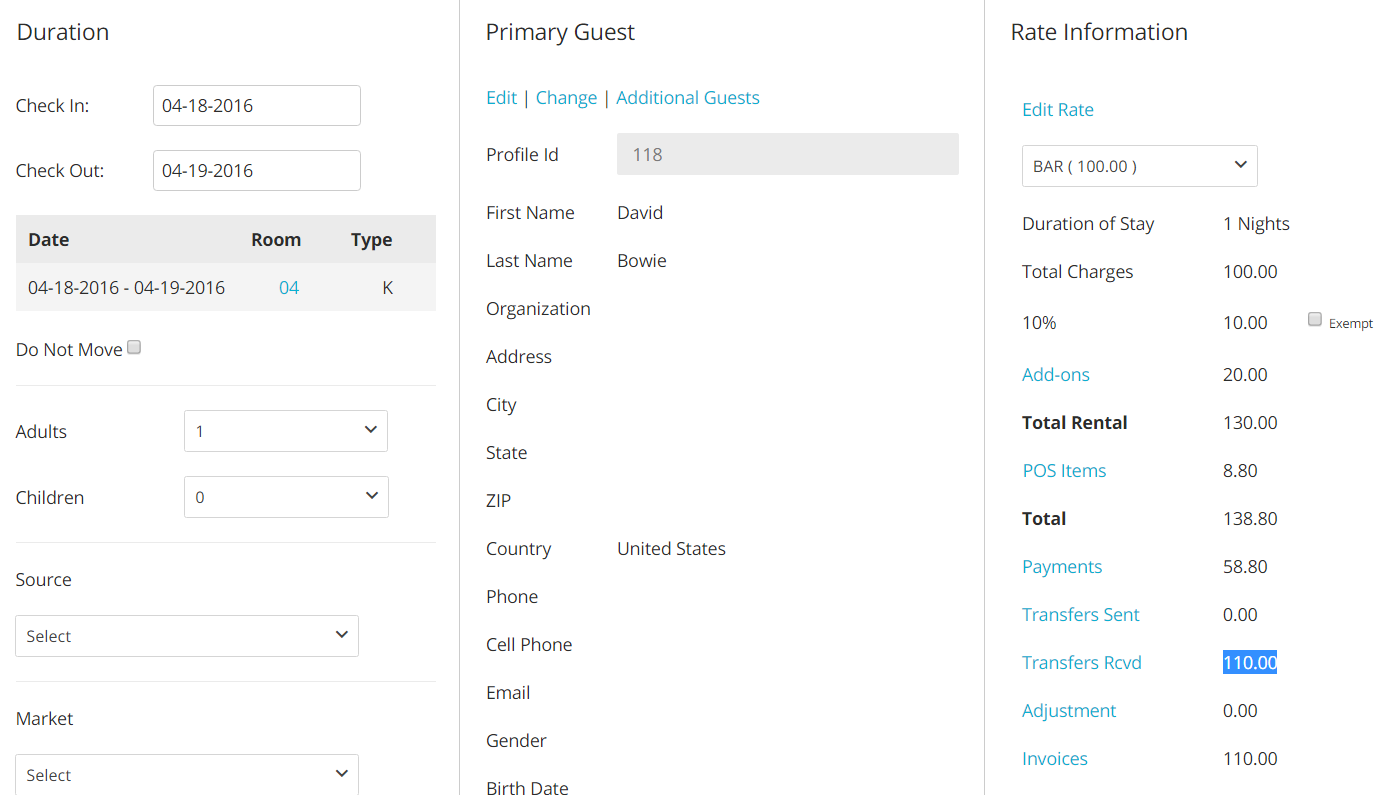 Duration
Check In: 04-18-2016
Check Out: 04-19-2016
Date Room Type
04-18-2016 - 04-19-2016 04 K
Do Not Move
Adults 1
Children 0
Source
Select
Market
Select
Primary Guest
Edit | Change | Additional Guests
Profile Id 118
First Name David
Last Name Bowie
Organization
Address
City
State
ZIP
Country United States
Phone
Cell Phone
Email
Gender
Birth Date
Rate Information
Edit Rate
BAR ( 100.00 )
Duration of Stay 1 Nights
Total Charges 100.00
10% 10.00 Exempt
Add-ons 20.00
Total Rental 130.00
POS Items 8.80
Total 138.80
Payments 58.80
Transfers Sent 0.00
Transfers Rcvd 110.00
Adjustment 0.00
Invoices 110.00